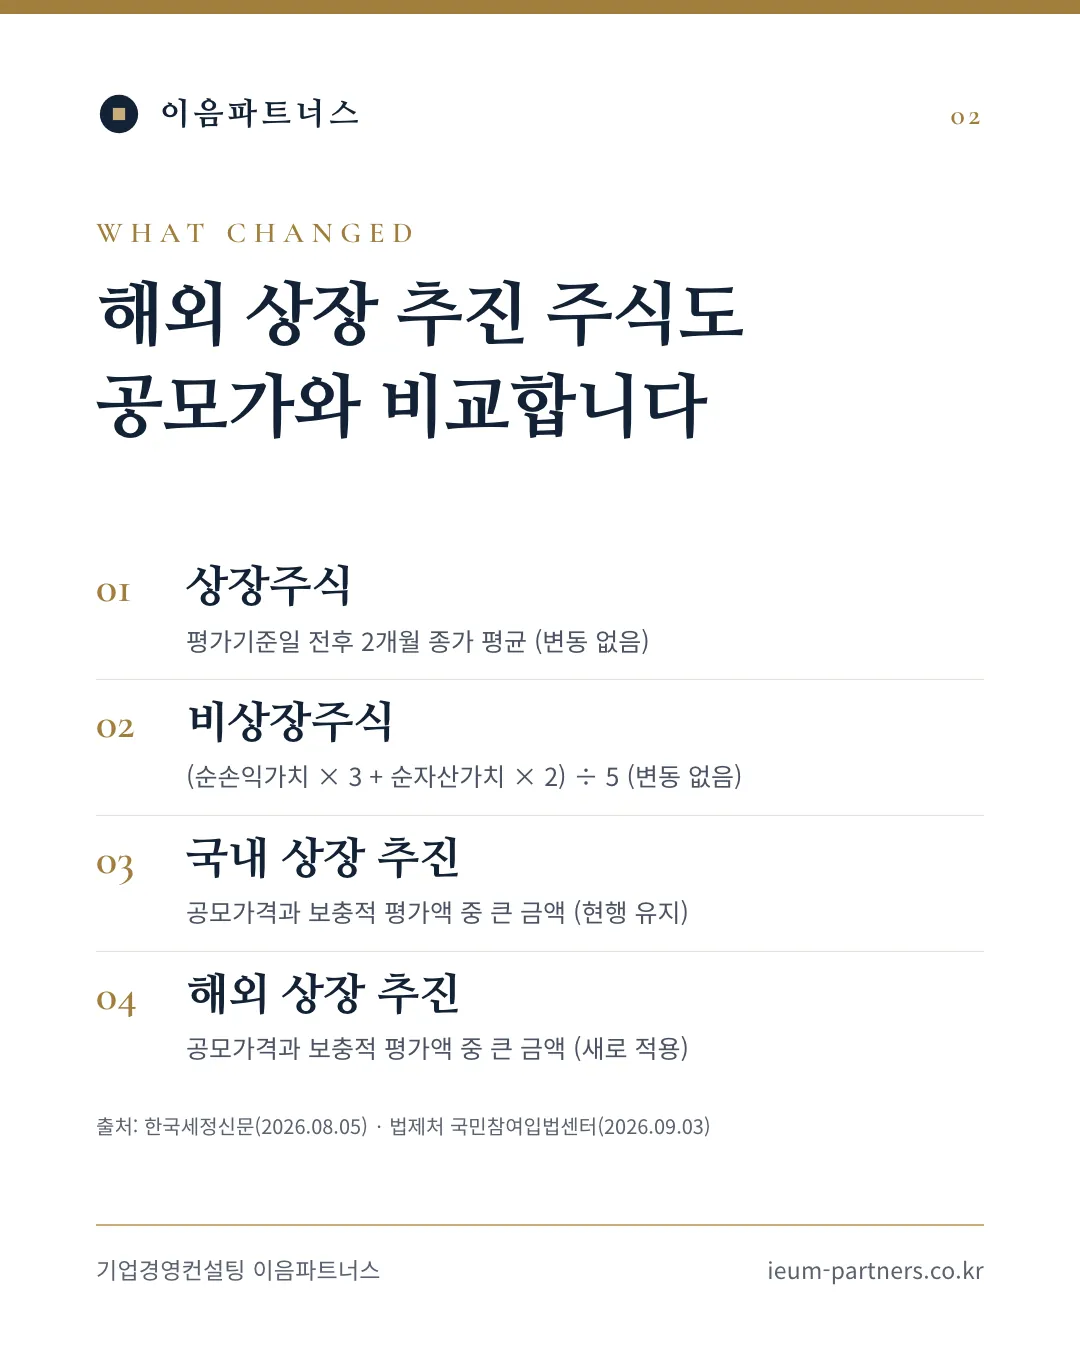 이음파트너스
02
WHAT CHANGED
해외 상장 추진 주식도
공모가와 비교합니다
01 상장주식
평가기준일 전후 2개월 종가 평균 (변동 없음)
02 비상장주식
(순손익가치 × 3 + 순자산가치 × 2) ÷ 5 (변동 없음)
03 국내 상장 추진
공모가격과 보충적 평가액 중 큰 금액 (현행 유지)
04 해외 상장 추진
공모가격과 보충적 평가액 중 큰 금액 (새로 적용)
출처: 한국세정신문(2026.08.05) · 법제처 국민참여입법센터(2026.09.03)
기업경영컨설팅 이음파트너스
ieum-partners.co.kr